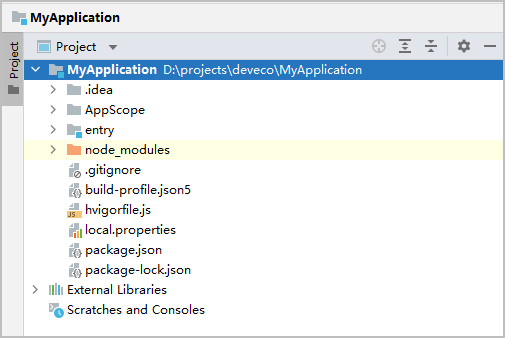 MyApplication
Project
Project
MyApplication D:\projects\deveco\MyApplication
.idea
AppScope
entry
node_modules
.gitignore
build-profile.json5
hvigorfile.js
local.properties
package.json
package-lock.json
External Libraries
Scratches and Consoles